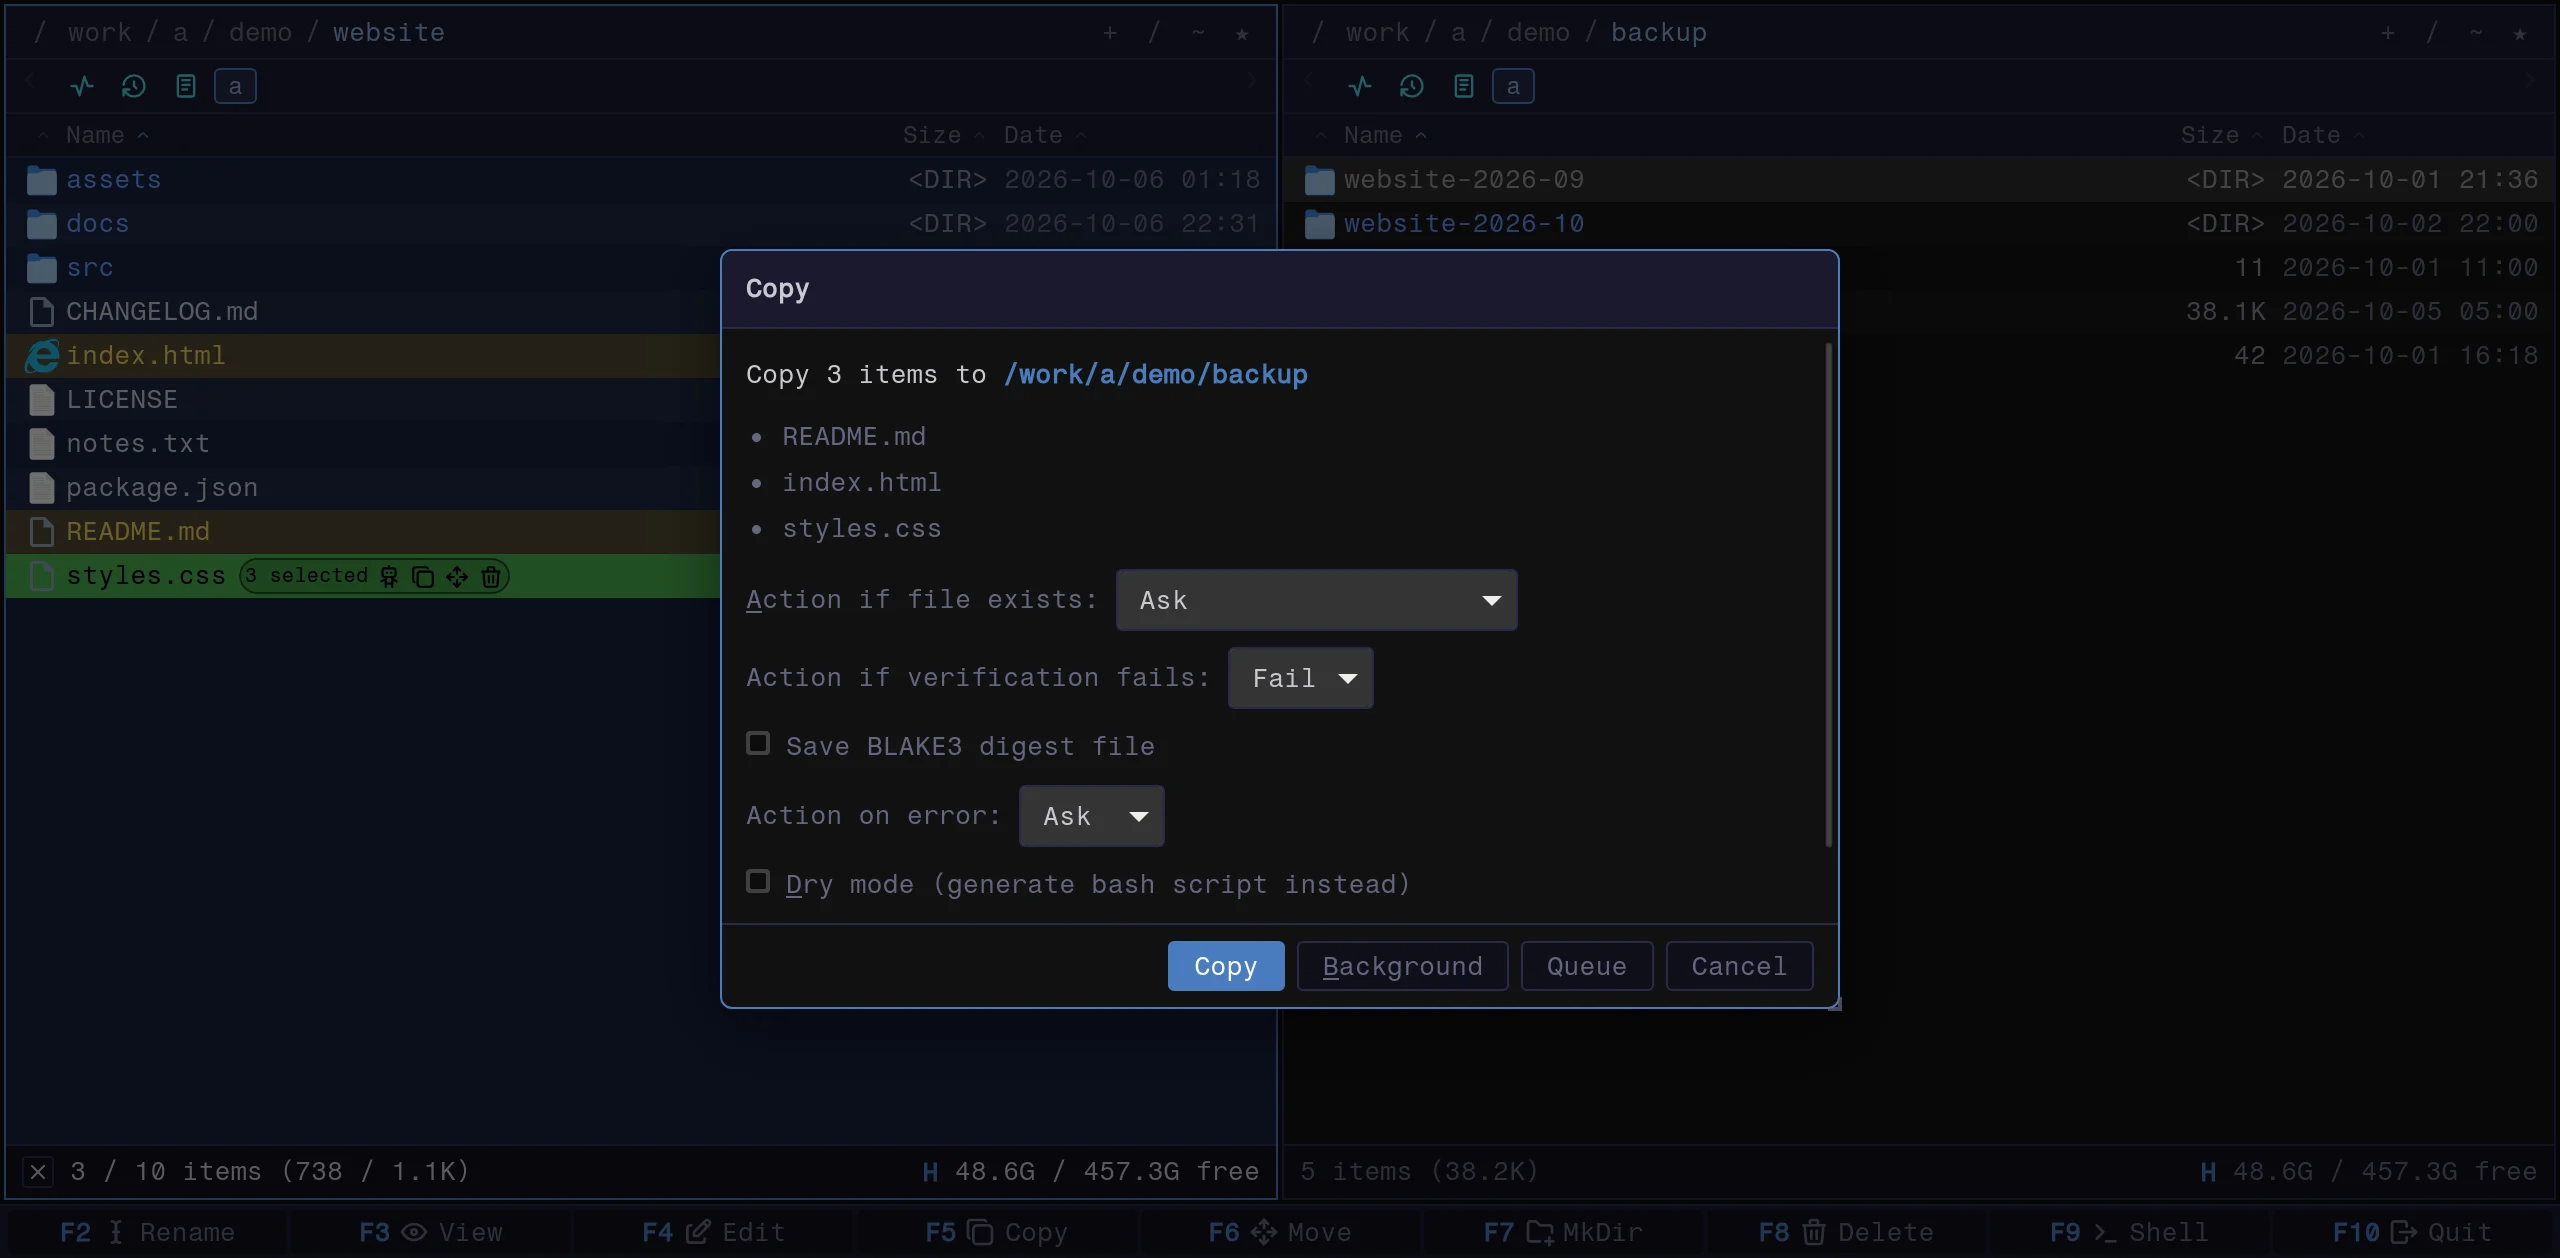 / work / a / demo / website + / ~ ★
a
Name Size Date
assets <DIR> 2026-10-06 01:18
docs <DIR> 2026-10-06 22:31
src
CHANGELOG.md
index.html
LICENSE
notes.txt
package.json
README.md
styles.css 3 selected
3 / 10 items (738 / 1.1K) H 48.6G / 457.3G free
/ work / a / demo / backup + / ~ ★
a
Name Size Date
website-2026-09 <DIR> 2026-10-01 21:36
website-2026-10 <DIR> 2026-10-02 22:00
11 2026-10-01 11:00
38.1K 2026-10-05 05:00
42 2026-10-01 16:18
5 items (38.2K) H 48.6G / 457.3G free
Copy
Copy 3 items to /work/a/demo/backup
• README.md
• index.html
• styles.css
Action if file exists: Ask
Action if verification fails: Fail
Save BLAKE3 digest file
Action on error: Ask
Dry mode (generate bash script instead)
Copy Background Queue Cancel
F2 Rename F3 View F4 Edit F5 Copy F6 Move F7 MkDir F8 Delete F9 Shell F10 Quit